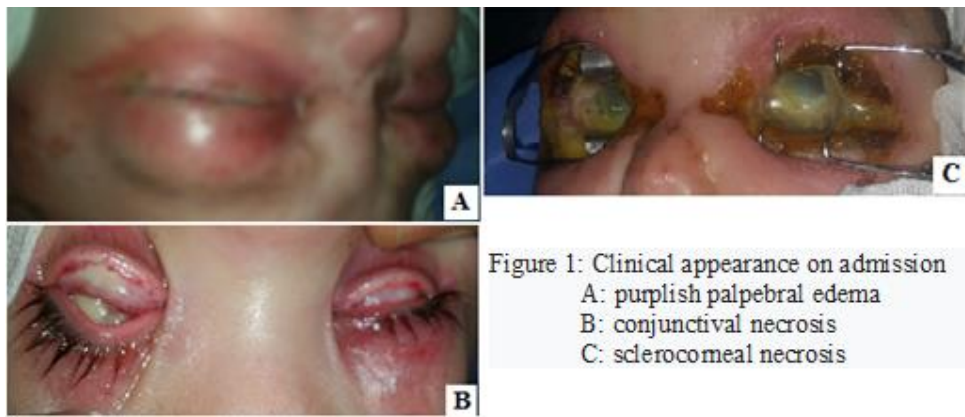 A
C
B
Figure 1: Clinical appearance on admission
A: purplish palpebral edema
B: conjunctival necrosis
C: sclerocorneal necrosis